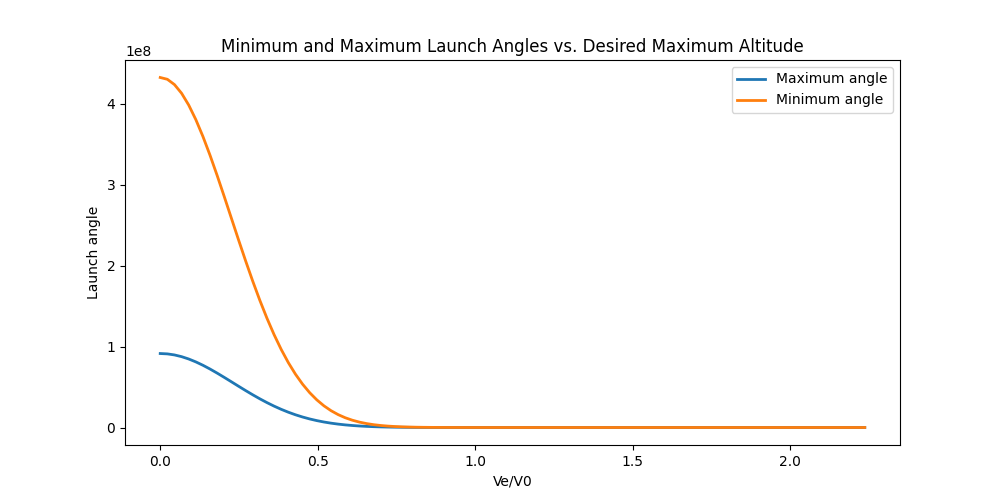 Minimum and Maximum Launch Angles vs. Desired Maximum Altitude
1e8
Maximum angle
Minimum angle
4
3
2
1
0
Launch angle
0.0 0.5 1.0 1.5 2.0
Ve/V0